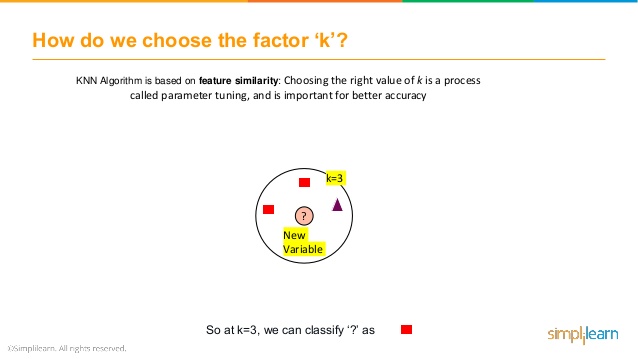 How do we choose the factor ‘k’?
KNN Algorithm is based on feature similarity: Choosing the right value of k is a process
called parameter tuning, and is important for better accuracy
k=3
?
New
Variable
So at k=3, we can classify ‘?’ as
simplilearn
©Simplilearn. All rights reserved.